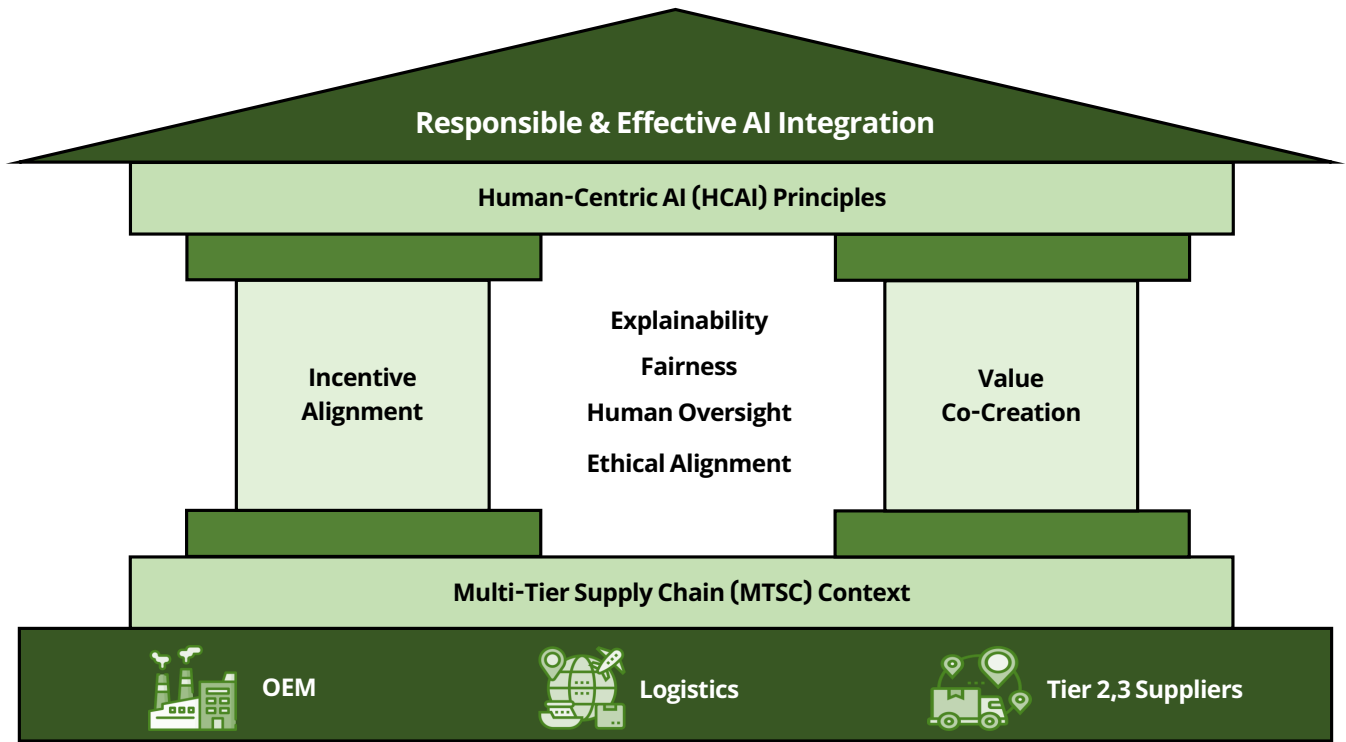 Responsible & Effective AI Integration
Human-Centric AI (HCAI) Principles
Incentive
Alignment
Explainability
Fairness
Human Oversight
Ethical Alignment
Value
Co-Creation
Multi-Tier Supply Chain (MTSC) Context
OEM
Logistics
Tier 2,3 Suppliers